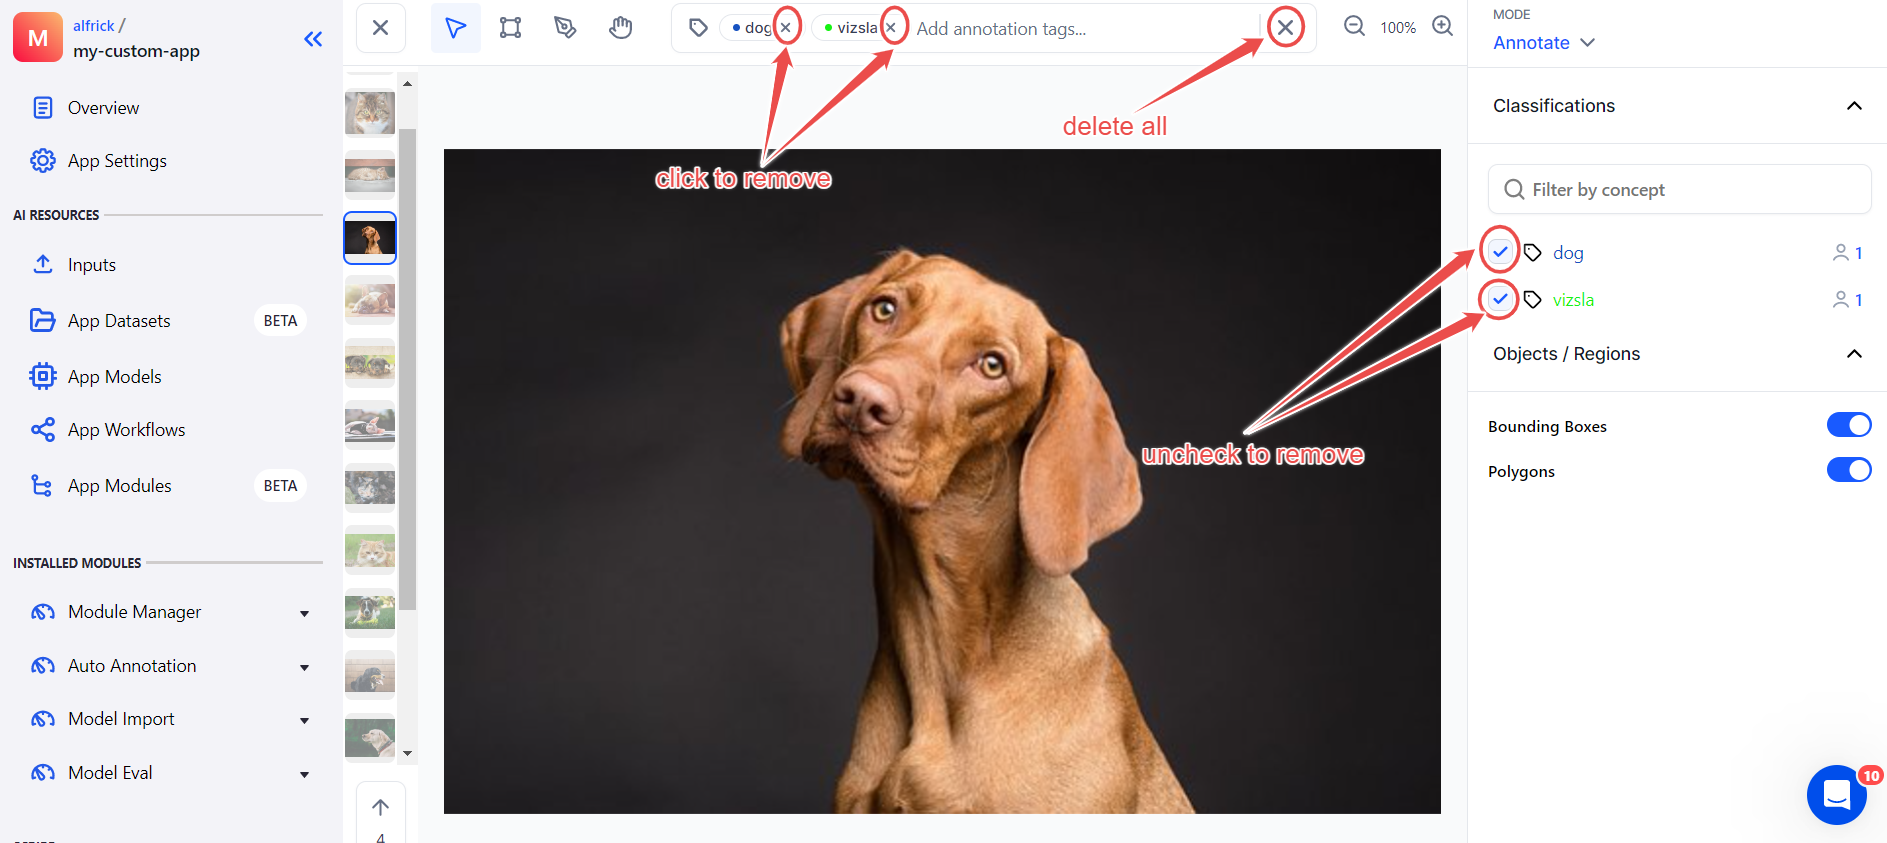 M
alfrick /
my-custom-app
Overview
App Settings
AI RESOURCES
Inputs
App Datasets BETA
App Models
App Workflows
App Modules BETA
INSTALLED MODULES
Module Manager
Auto Annotation
Model Import
Model Eval
4
dog vizsla Add annotation tags...
100%
click to remove
delete all
uncheck to remove
MODE
Annotate
Classifications
Filter by concept
dog 1
vizsla 1
Objects / Regions
Bounding Boxes
Polygons
10